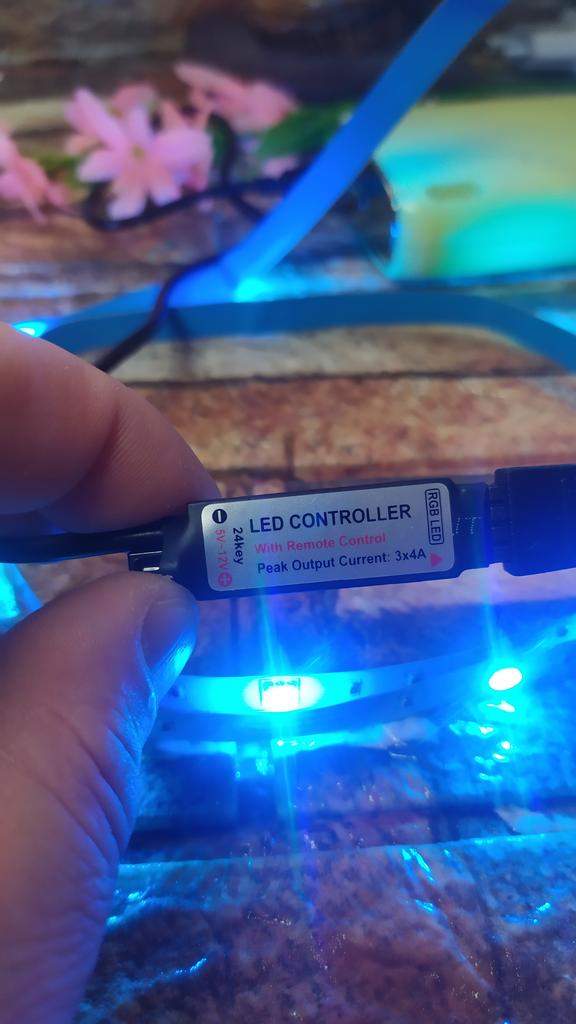 5V~12V
24Key
LED CONTROLLER
With Remote Control
Peak Output Current: 3x4A
RGB LED